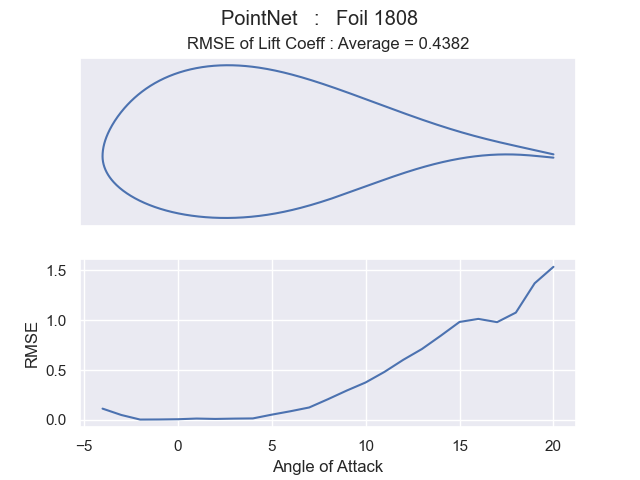 PointNet : Foil 1808
RMSE of Lift Coeff : Average = 0.4382
1.5
1.0
0.5
0.0
RMSE
−5 0 5 10 15 20
Angle of Attack